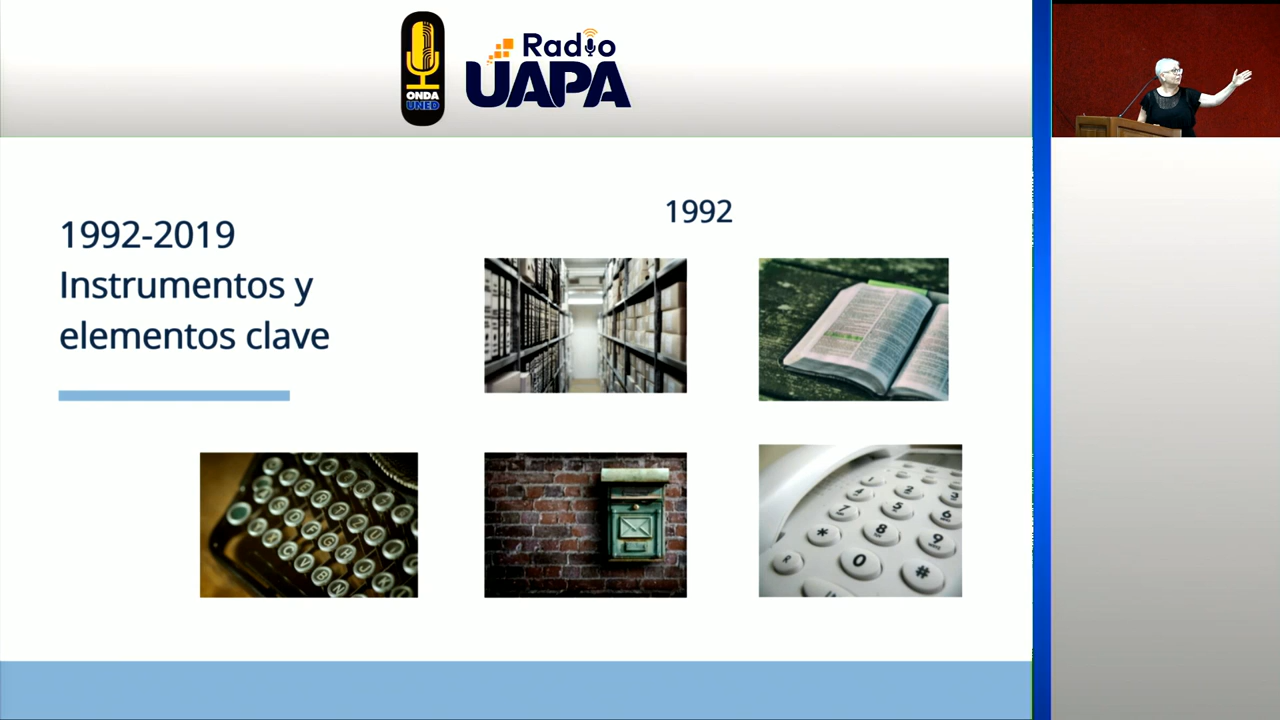 ONDA
UNED
Radio
UAPA
1992-2019
Instrumentos y
elementos clave
1992